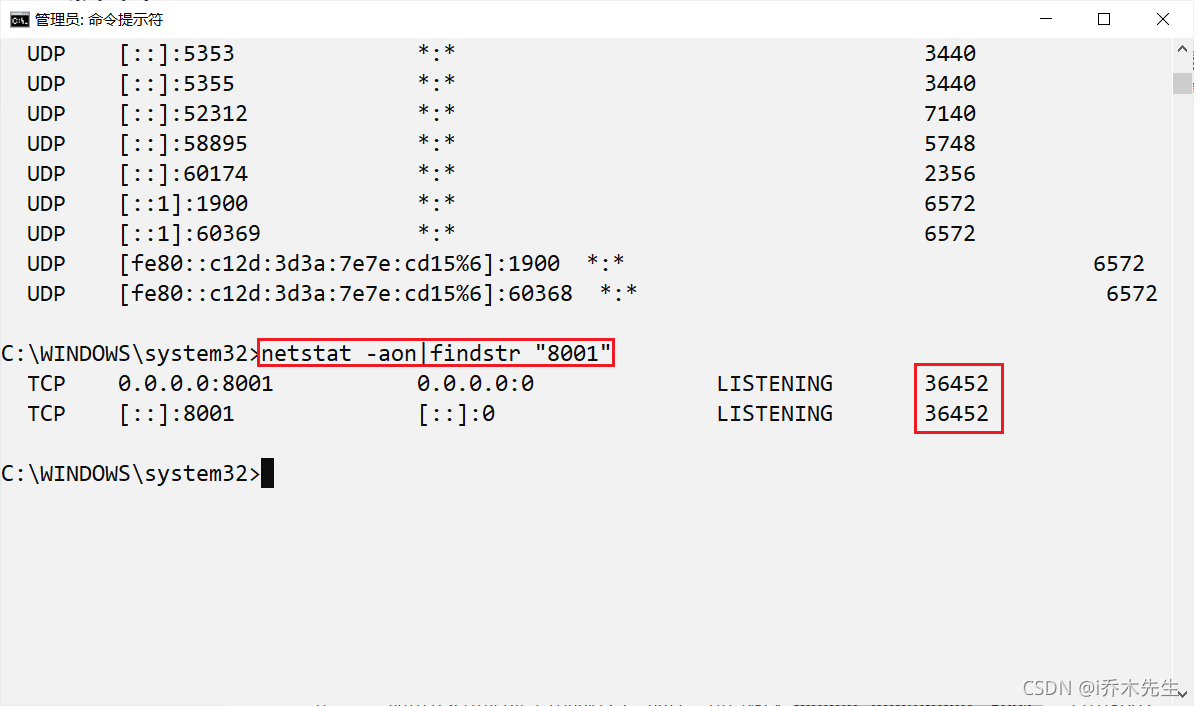 管理员: 命令提示符
UDP [::]:5353 *:* 3440
UDP [::]:5355 *:* 3440
UDP [::]:52312 *:* 7140
UDP [::]:58895 *:* 5748
UDP [::]:60174 *:* 2356
UDP [::1]:1900 *:* 6572
UDP [::1]:60369 *:* 6572
UDP [fe80::c12d:3d3a:7e7e:cd15%6]:1900 *:* 6572
UDP [fe80::c12d:3d3a:7e7e:cd15%6]:60368 *:* 6572
C:\WINDOWS\system32>netstat -aon|findstr "8001"
TCP 0.0.0.0:8001 0.0.0.0:0 LISTENING 36452
TCP [::]:8001 [::]:0 LISTENING 36452
C:\WINDOWS\system32>
CSDN @i乔木先生